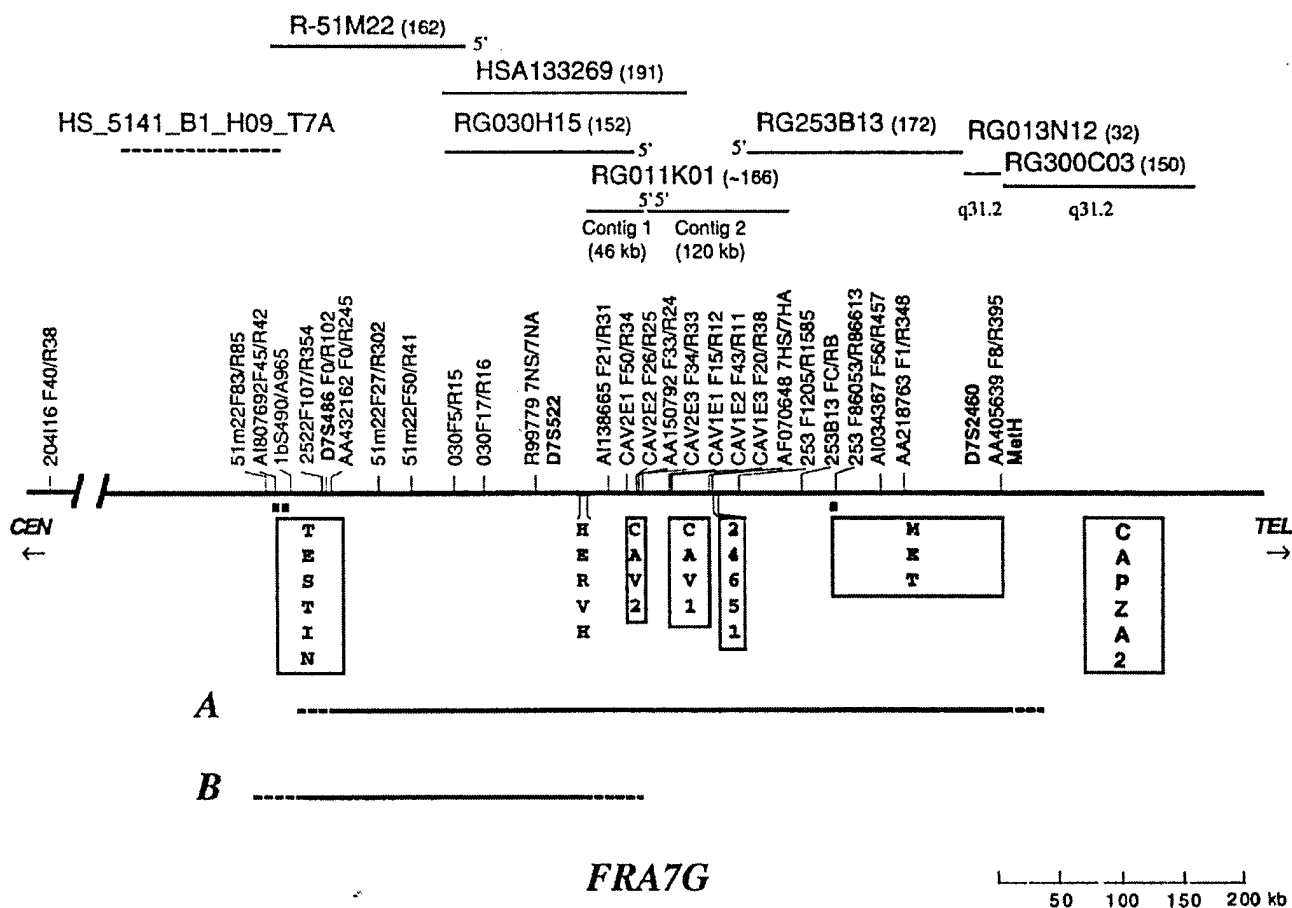 R-51M22 (162)
5'
HSA133269 (191)
HS_5141_B1_H09_T7A
RG030H15 (152)
5'
5'
RG253B13 (172)
RG013N12 (32)
RG300C03 (150)
RG011K01 (~166)
5'5'
q31.2
q31.2
Contig 1
(46 kb)
Contig 2
(120 kb)
204I16 F40/R38
51m22F83/R85
AI807692F45/R42
1bS490/A965
2522F107/R354
D7S486 F0/R102
AA432162 F0/R245
51m22F27/R302
51m22F50/R41
030F5/R15
030F17/R16
R99779 7NS/7NA
D7S522
AI138665 F21/R31
CAV2E1 F50/R34
CAV2E2 F26/R25
AA150792 F33/R24
CAV2E3 F34/R33
CAV1E1 F15/R12
CAV1E2 F43/R11
CAV1E3 F20/R38
AF070648 7HS/7HA
253 F1205/R1585
253B13 FC/RB
253 F86053/R86613
AI034367 F56/R457
AA218763 F1/R348
D7S2460
AA405639 F8/R395
MetH
CEN
←
TEL
→
TESTIN
HERVH
CAV2
CAV1
24651
MET
CAPZA2
A
B
FRA7G
50 100 150 200 kb